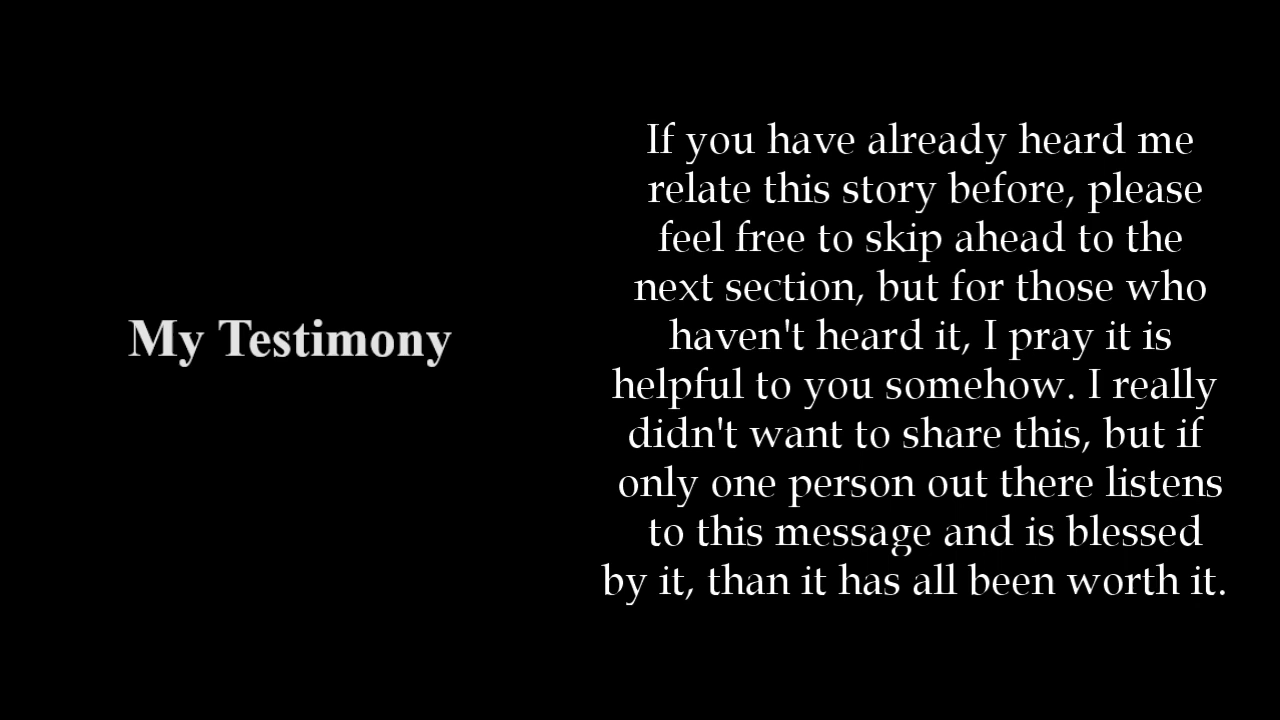 My Testimony
If you have already heard me
relate this story before, please
feel free to skip ahead to the
next section, but for those who
haven't heard it, I pray it is
helpful to you somehow. I really
didn't want to share this, but if
only one person out there listens
to this message and is blessed
by it, than it has all been worth it.